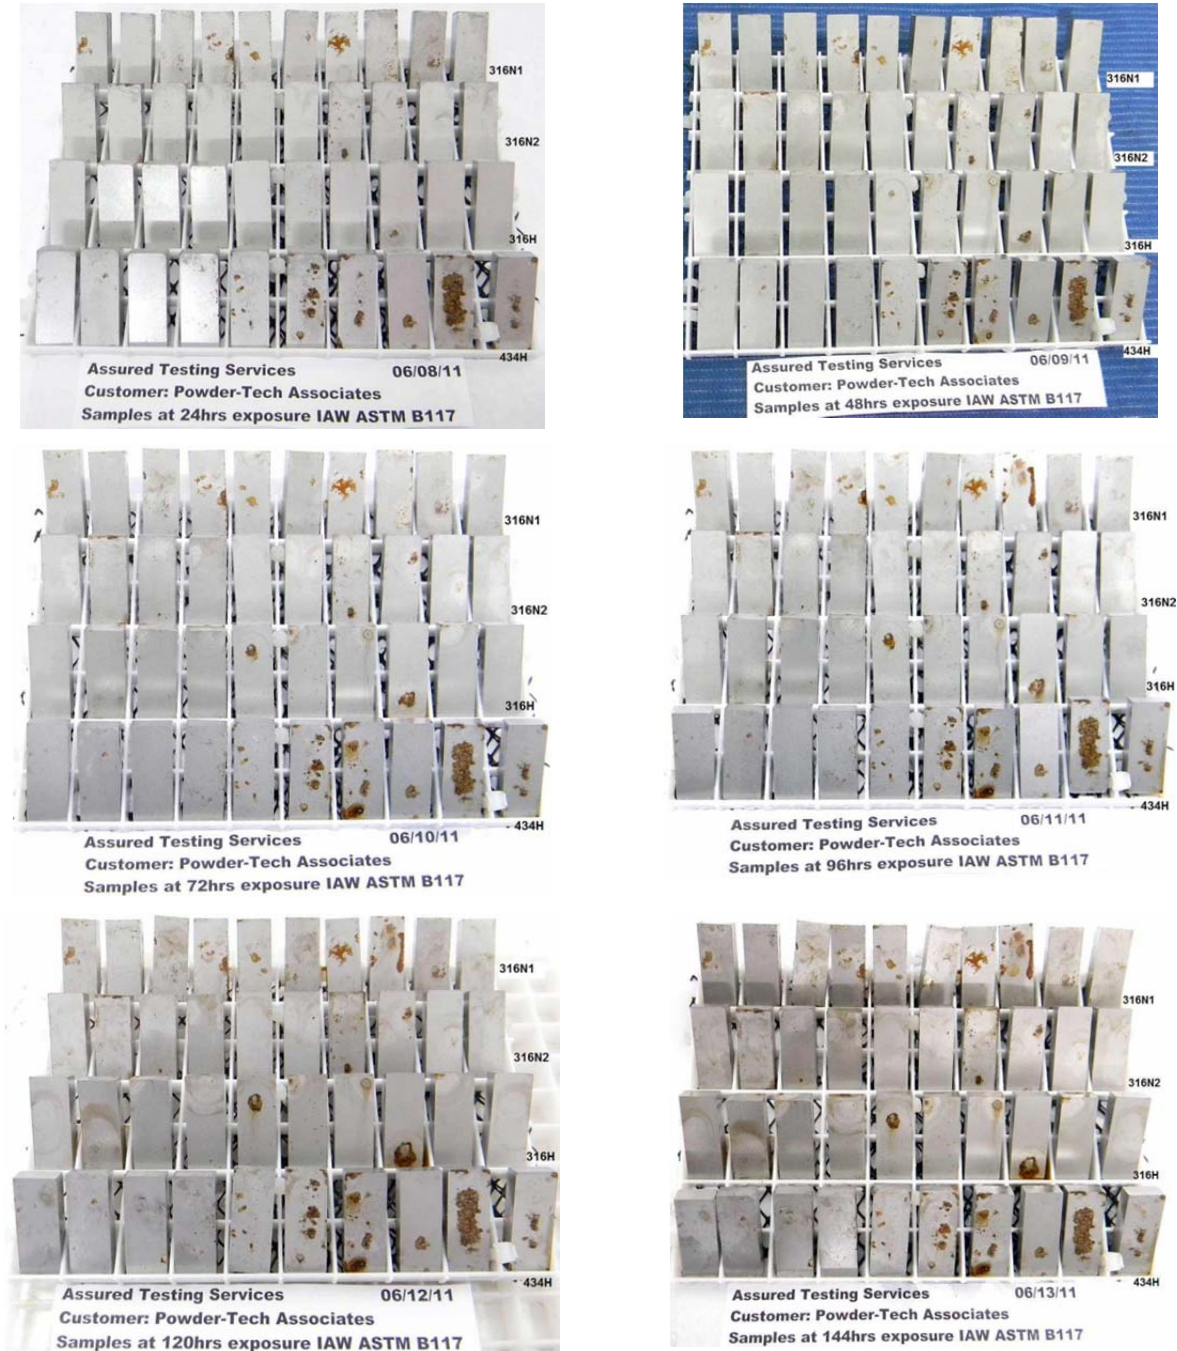 316N1
316N2
316H
434H
Assured Testing Services 06/08/11
Customer: Powder-Tech Associates
Samples at 24hrs exposure IAW ASTM B117
316N1
316N2
316H
434H
Assured Testing Services 06/09/11
Customer: Powder-Tech Associates
Samples at 48hrs exposure IAW ASTM B117
316N1
316N2
316H
434H
Assured Testing Services 06/10/11
Customer: Powder-Tech Associates
Samples at 72hrs exposure IAW ASTM B117
316N1
316N2
316H
434H
Assured Testing Services 06/11/11
Customer: Powder-Tech Associates
Samples at 96hrs exposure IAW ASTM B117
316N1
316N2
316H
434H
Assured Testing Services 06/12/11
Customer: Powder-Tech Associates
Samples at 120hrs exposure IAW ASTM B117
316N1
316N2
316H
434H
Assured Testing Services 06/13/11
Customer: Powder-Tech Associates
Samples at 144hrs exposure IAW ASTM B117